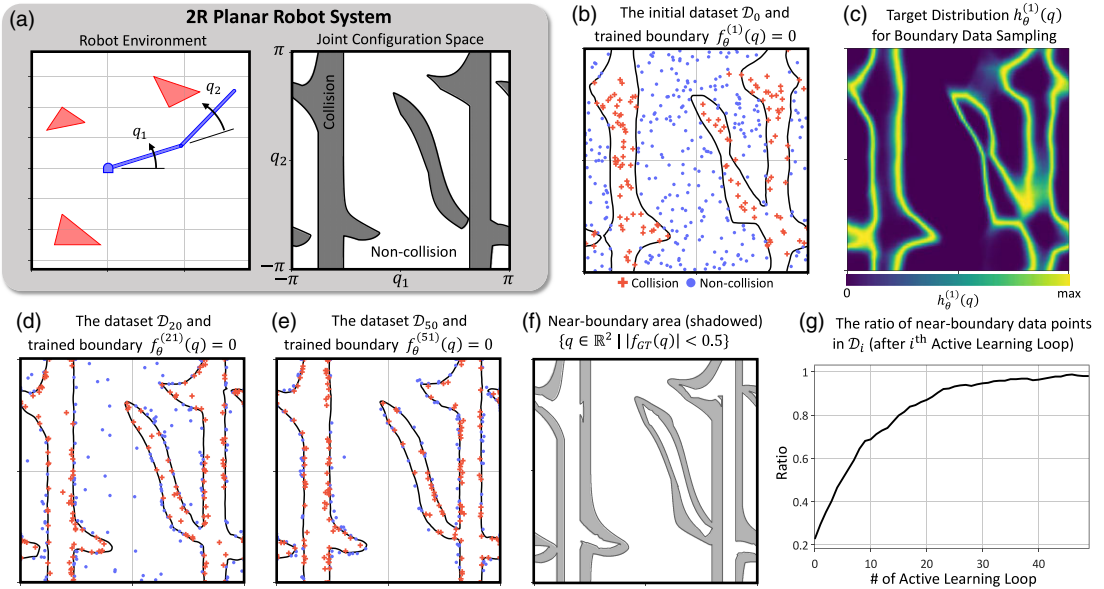 (a)
2R Planar Robot System
Robot Environment
q₂
q₁
Joint Configuration Space
π
Collision
q₂
Non-collision
−π
−π
q₁
π
(b)
The initial dataset 𝒟₀ and
trained boundary f_θ^(1)(q) = 0
Collision
Non-collision
(c)
Target Distribution h_θ^(1)(q)
for Boundary Data Sampling
0
h_θ^(1)(q)
max
(d)
The dataset 𝒟₂₀ and
trained boundary f_θ^(21)(q) = 0
(e)
The dataset 𝒟₅₀ and
trained boundary f_θ^(51)(q) = 0
(f)
Near-boundary area (shadowed)
{q ∈ ℝ² | |f_GT(q)| < 0.5}
(g)
The ratio of near-boundary data points
in 𝒟ᵢ (after iᵗʰ Active Learning Loop)
1
0.8
0.6
0.4
0.2
Ratio
0
10
20
30
40
# of Active Learning Loop